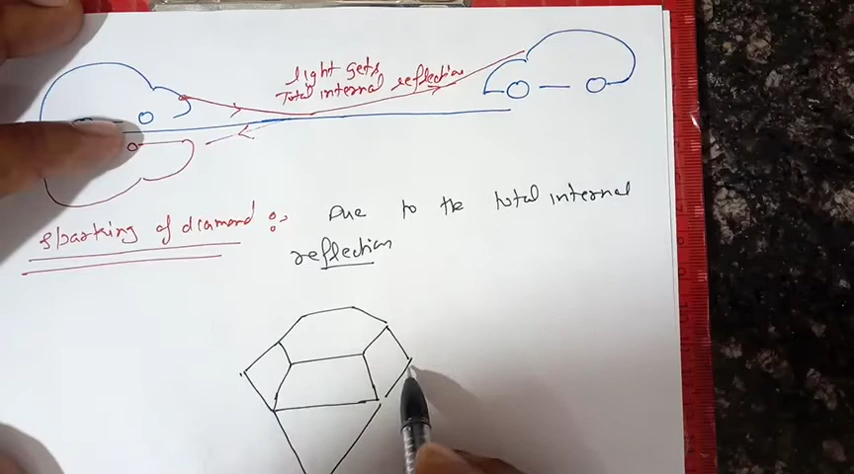 light gets
Total internal reflection
sparking of diamond :- Due to the total internal
reflection